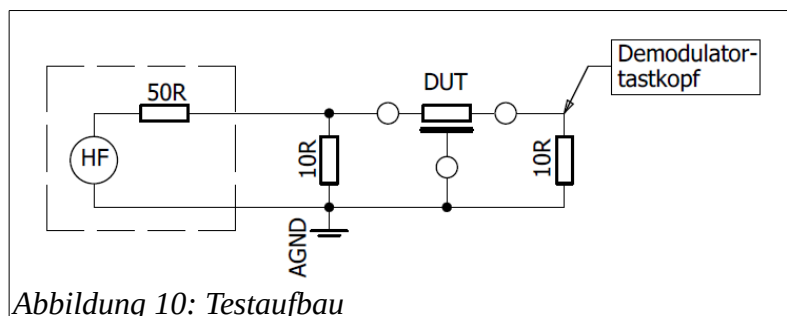 Demodulator-
tastkopf
DUT
50R
HF
10R
10R
AGND
Abbildung 10: Testaufbau